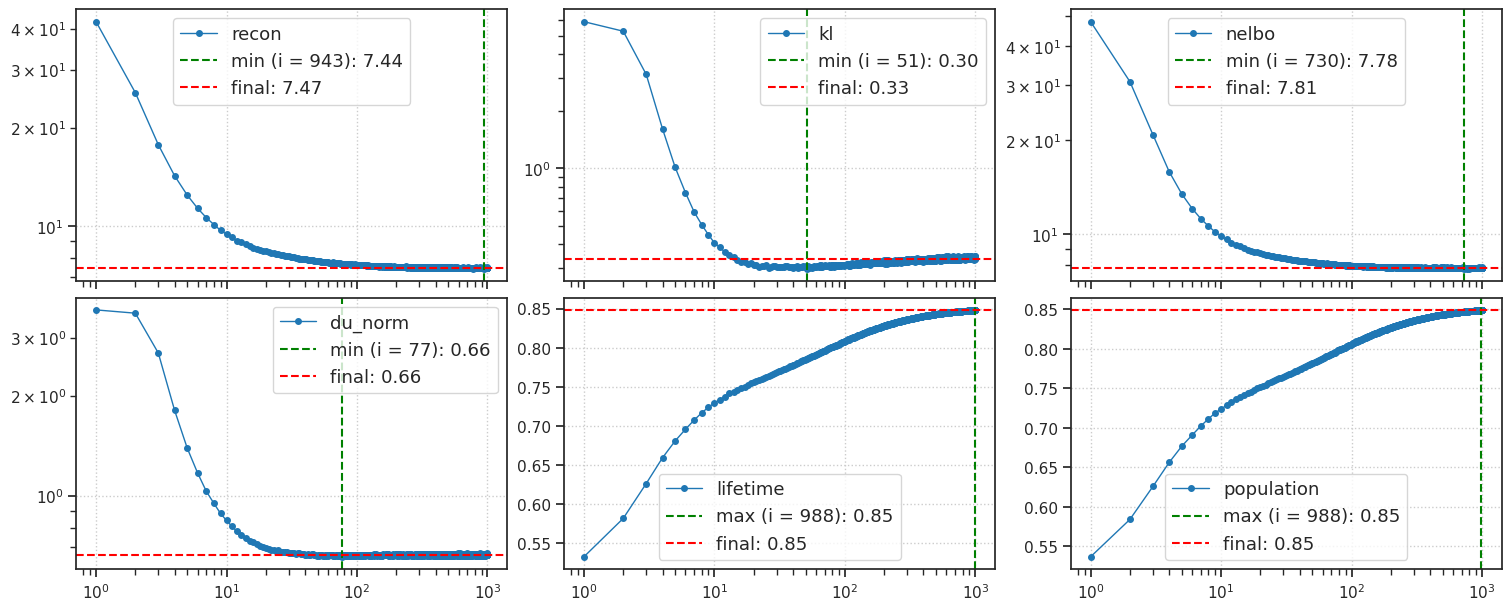 4 × 10¹
3 × 10¹
2 × 10¹
10¹
recon
min (i = 943): 7.44
final: 7.47
10⁰
kl
min (i = 51): 0.30
final: 0.33
4 × 10¹
3 × 10¹
2 × 10¹
10¹
nelbo
min (i = 730): 7.78
final: 7.81
3 × 10⁰
2 × 10⁰
10⁰
du_norm
min (i = 77): 0.66
final: 0.66
10⁰ 10¹ 10² 10³
0.85
0.80
0.75
0.70
0.65
0.60
0.55
lifetime
max (i = 988): 0.85
final: 0.85
10⁰ 10¹ 10² 10³
0.85
0.80
0.75
0.70
0.65
0.60
0.55
population
max (i = 988): 0.85
final: 0.85
10⁰ 10¹ 10² 10³